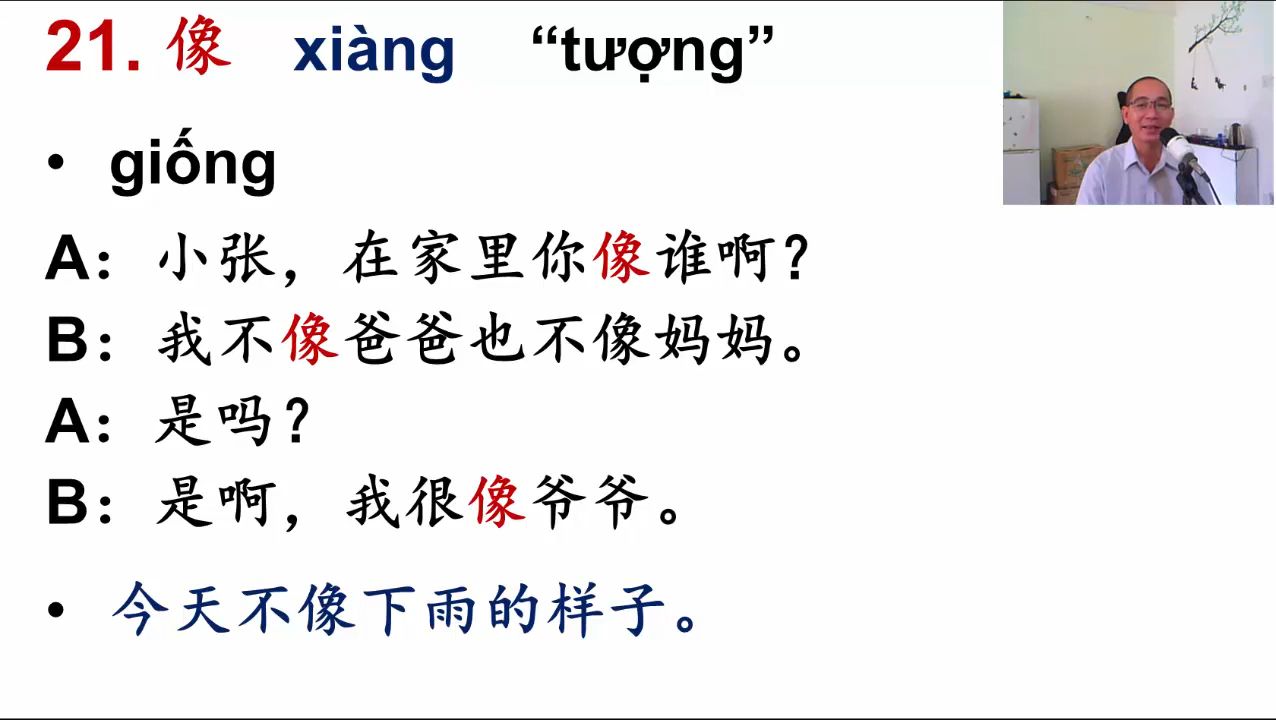 21. 像 xiàng “tượng”
• giống
A：小张，在家里你像谁啊？
B：我不像爸爸也不像妈妈。
A：是吗？
B：是啊，我很像爷爷。
• 今天不像下雨的样子。